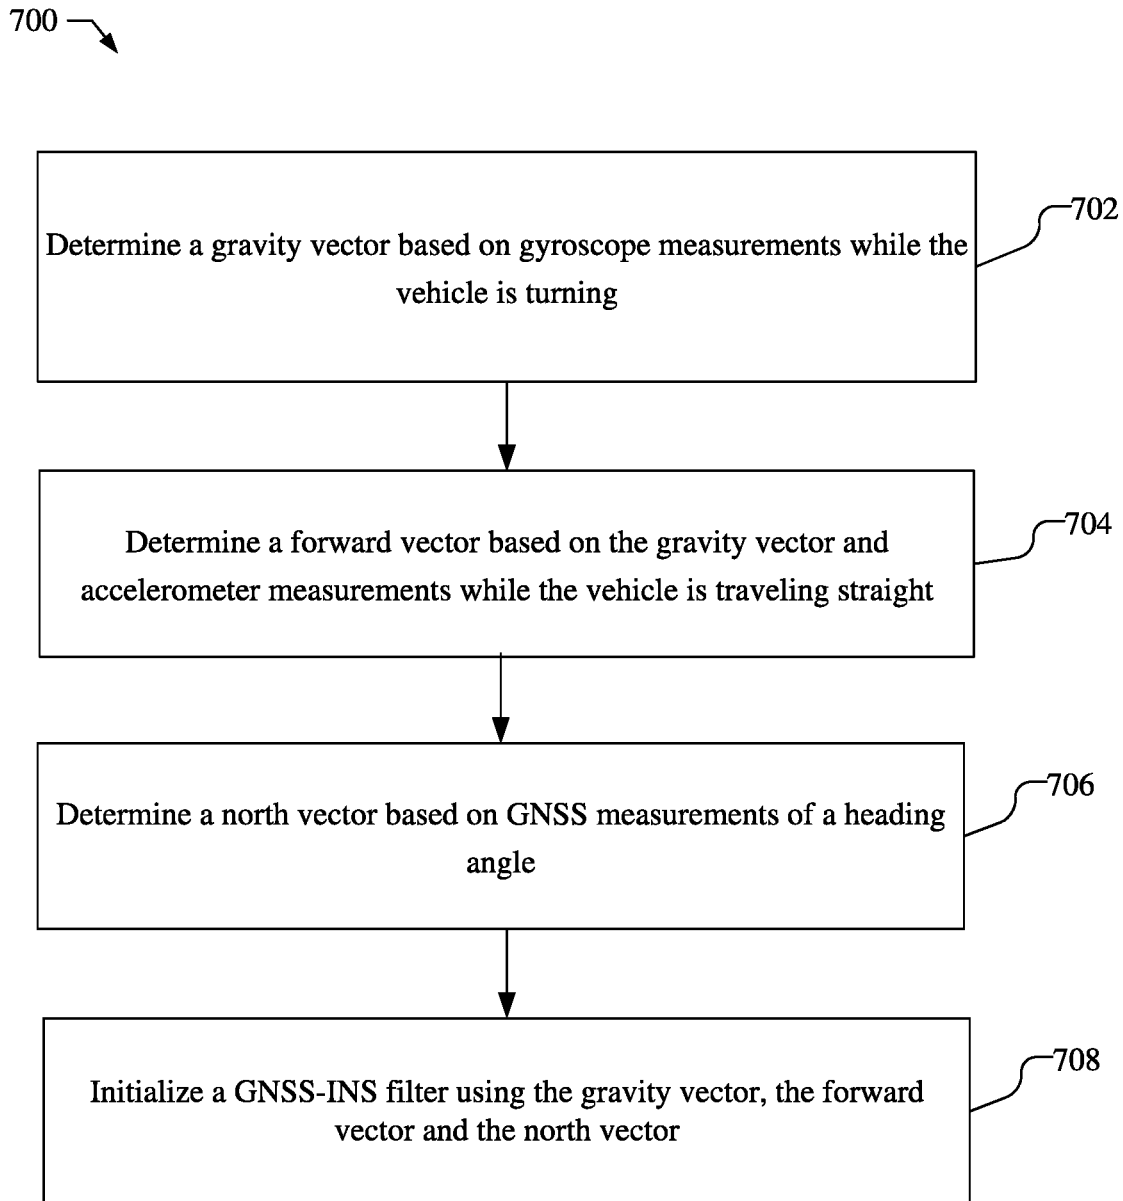 700
Determine a gravity vector based on gyroscope measurements while the
vehicle is turning
702
Determine a forward vector based on the gravity vector and
accelerometer measurements while the vehicle is traveling straight
704
Determine a north vector based on GNSS measurements of a heading
angle
706
Initialize a GNSS-INS filter using the gravity vector, the forward
vector and the north vector
708